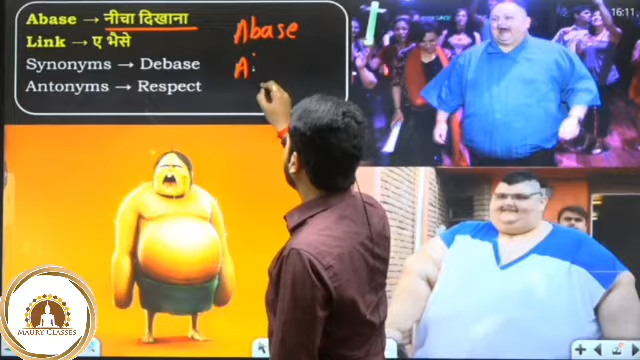 Abase → नीचा दिखाना
Link → ए भैसे
Synonyms → Debase
Antonyms → Respect
Abase
A
16:11
MAURY CLASSES